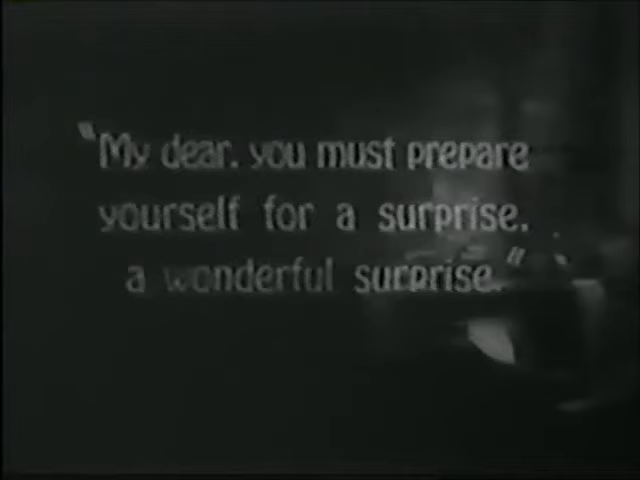 "My dear, you must prepare
yourself for a surprise,
a wonderful surprise."